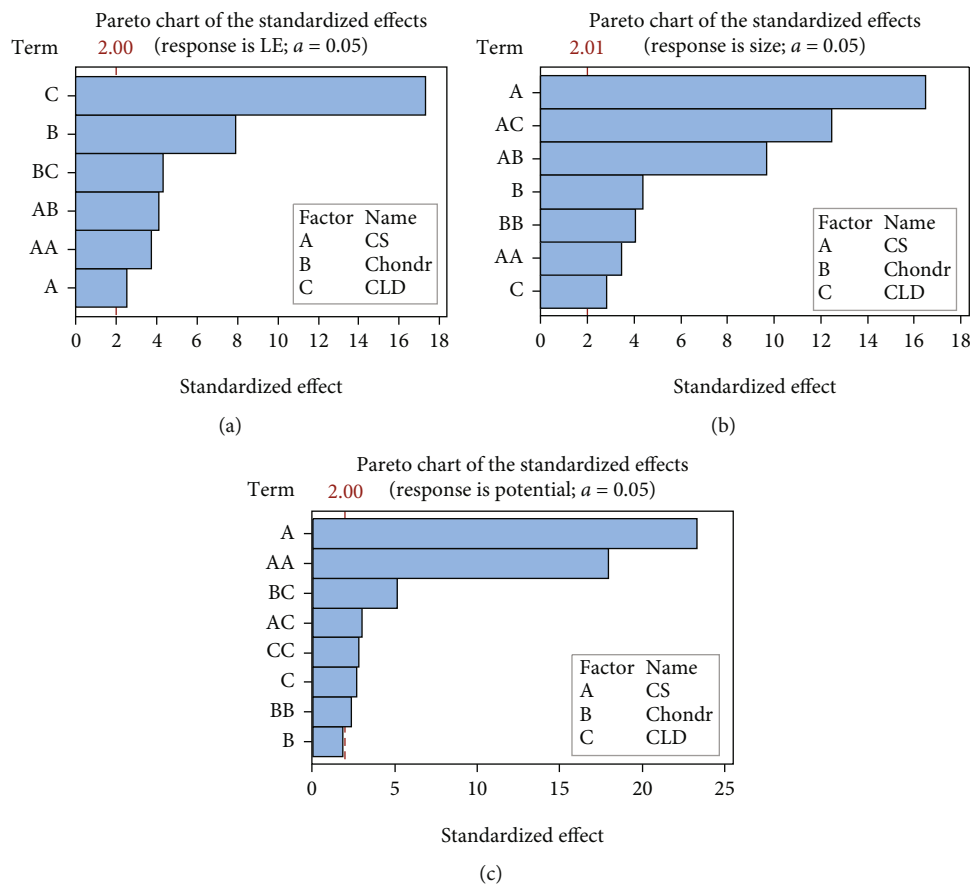 Pareto chart of the standardized effects
(response is LE; a = 0.05)
Term
2.00
C
B
BC
AB
AA
A
Factor Name
A CS
B Chondr
C CLD
0 2 4 6 8 10 12 14 16 18
Standardized effect
(a)
Pareto chart of the standardized effects
(response is size; a = 0.05)
Term
2.01
A
AC
AB
B
BB
AA
C
Factor Name
A CS
B Chondr
C CLD
0 2 4 6 8 10 12 14 16 18
Standardized effect
(b)
Pareto chart of the standardized effects
(response is potential; a = 0.05)
Term
2.00
A
AA
BC
AC
CC
C
BB
B
Factor Name
A CS
B Chondr
C CLD
0 5 10 15 20 25
Standardized effect
(c)